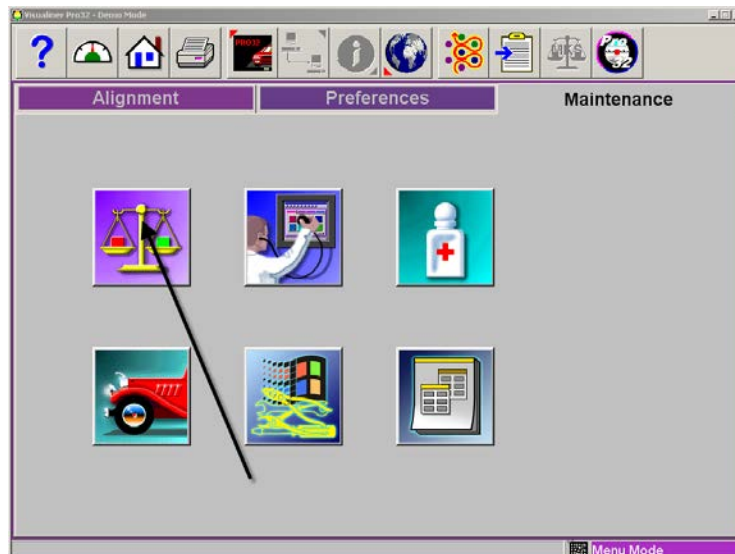 Visualiner Pro32 - Demo Mode
?
PRO32
i
MKS
Pro
32
Alignment
Preferences
Maintenance
Menu Mode